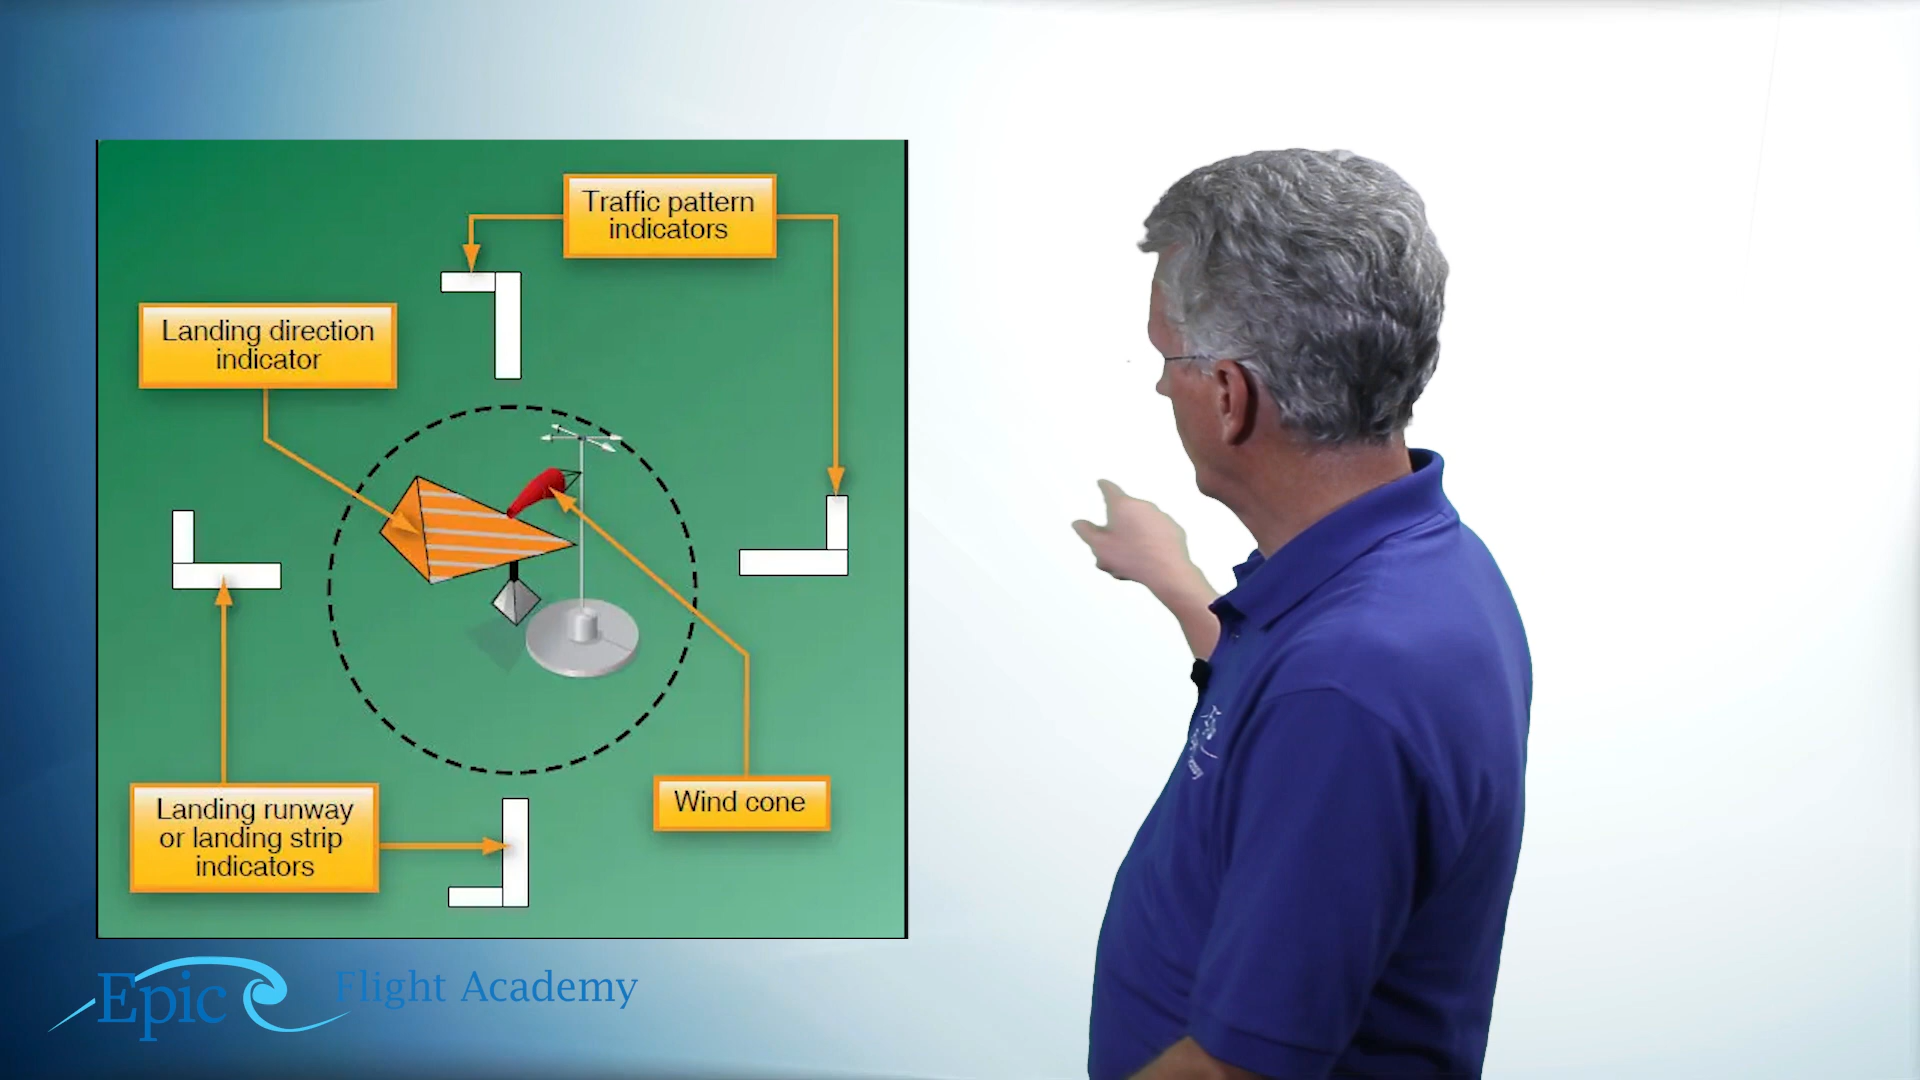 Traffic pattern
indicators
Landing direction
indicator
Landing runway
or landing strip
indicators
Wind cone
Epic Flight Academy